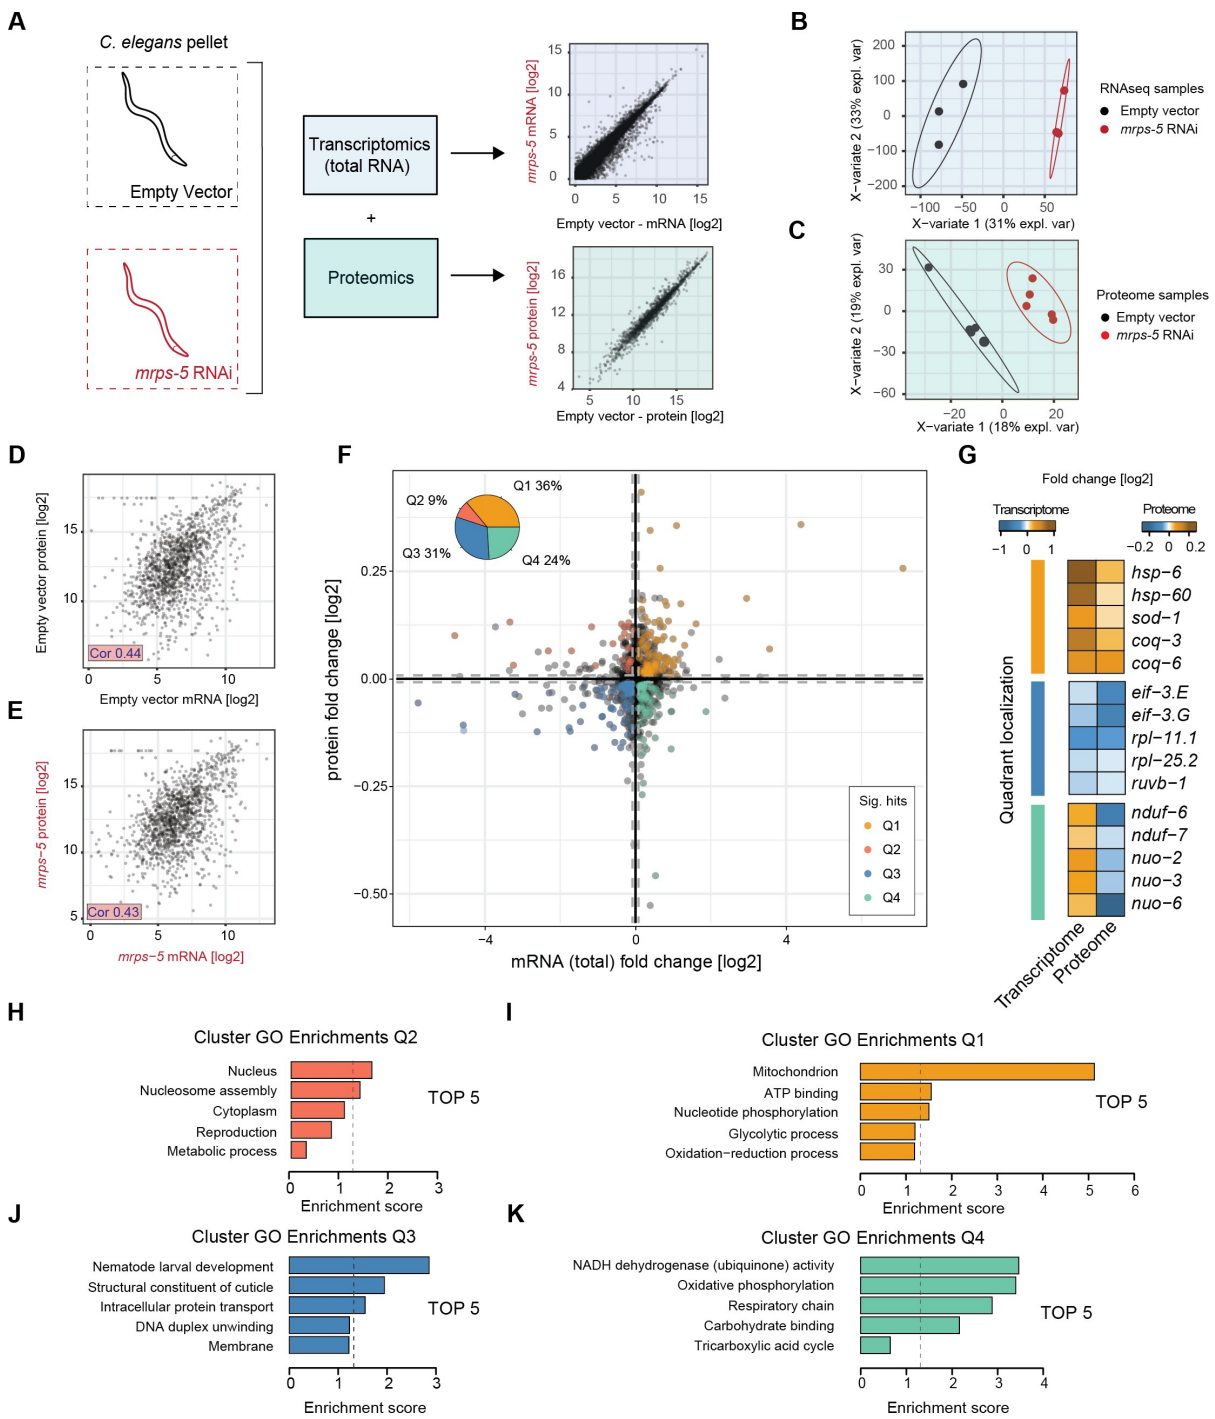 A
C. elegans pellet
Empty Vector
mrps-5 RNAi
Transcriptomics
(total RNA)
+
Proteomics
mrps-5 mRNA [log2]
15
10
5
0
0 5 10 15
Empty vector - mRNA [log2]
mrps-5 protein [log2]
16
12
8
4
5 10 15
Empty vector - protein [log2]
B
X−variate 2 (33% expl. var)
200
100
0
−100
−200
−100 −50 0 50
X−variate 1 (31% expl. var)
RNAseq samples
Empty vector
mrps-5 RNAi
C
X−variate 2 (19% expl. var)
30
0
−30
−60
−20 0 20
X−variate 1 (18% expl. var)
Proteome samples
Empty vector
mrps-5 RNAi
D
Empty vector protein [log2]
15
10
Cor 0.44
0 5 10
Empty vector mRNA [log2]
E
mrps−5 protein [log2]
15
10
5
Cor 0.43
0 5 10
mrps−5 mRNA [log2]
F
Q1 36%
Q2 9%
Q3 31%
Q4 24%
protein fold change [log2]
0.25
0.00
−0.25
−0.50
−4 0 4
mRNA (total) fold change [log2]
Sig. hits
Q1
Q2
Q3
Q4
G
Fold change [log2]
Transcriptome
−1 0 1
Proteome
−0.2 0 0.2
Quadrant localization
hsp−6
hsp−60
sod−1
coq−3
coq−6
eif−3.E
eif−3.G
rpl−11.1
rpl−25.2
ruvb−1
nduf−6
nduf−7
nuo−2
nuo−3
nuo−6
Transcriptome
Proteome
H
Cluster GO Enrichments Q2
Nucleus
Nucleosome assembly
Cytoplasm
Reproduction
Metabolic process
TOP 5
0 1 2 3
Enrichment score
I
Cluster GO Enrichments Q1
Mitochondrion
ATP binding
Nucleotide phosphorylation
Glycolytic process
Oxidation−reduction process
TOP 5
0 1 2 3 4 5 6
Enrichment score
J
Cluster GO Enrichments Q3
Nematode larval development
Structural constituent of cuticle
Intracellular protein transport
DNA duplex unwinding
Membrane
TOP 5
0 1 2 3
Enrichment score
K
Cluster GO Enrichments Q4
NADH dehydrogenase (ubiquinone) activity
Oxidative phosphorylation
Respiratory chain
Carbohydrate binding
Tricarboxylic acid cycle
TOP 5
0 1 2 3 4
Enrichment score